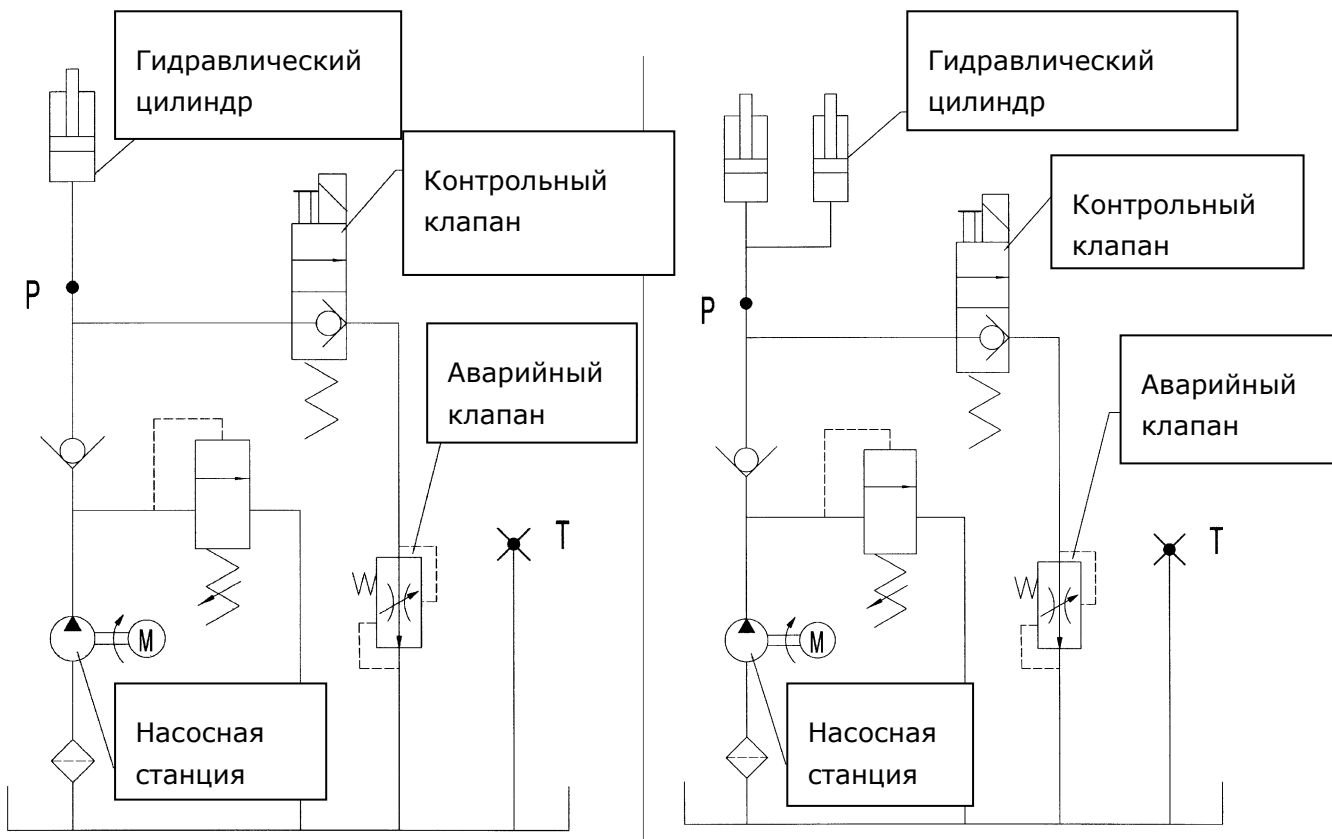 Гидравлический
цилиндр
Контрольный
клапан
P
Аварийный
клапан
T
M
Насосная
станция
Гидравлический
цилиндр
Контрольный
клапан
P
Аварийный
клапан
T
M
Насосная
станция